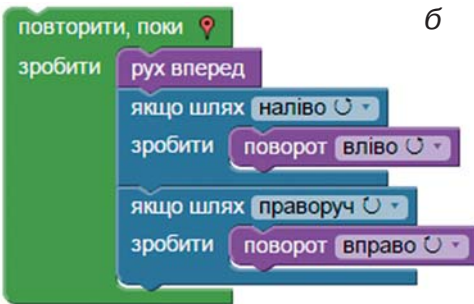 б
повторити, поки
зробити рух вперед
якщо шлях наліво
зробити поворот вліво
якщо шлях праворуч
зробити поворот вправо